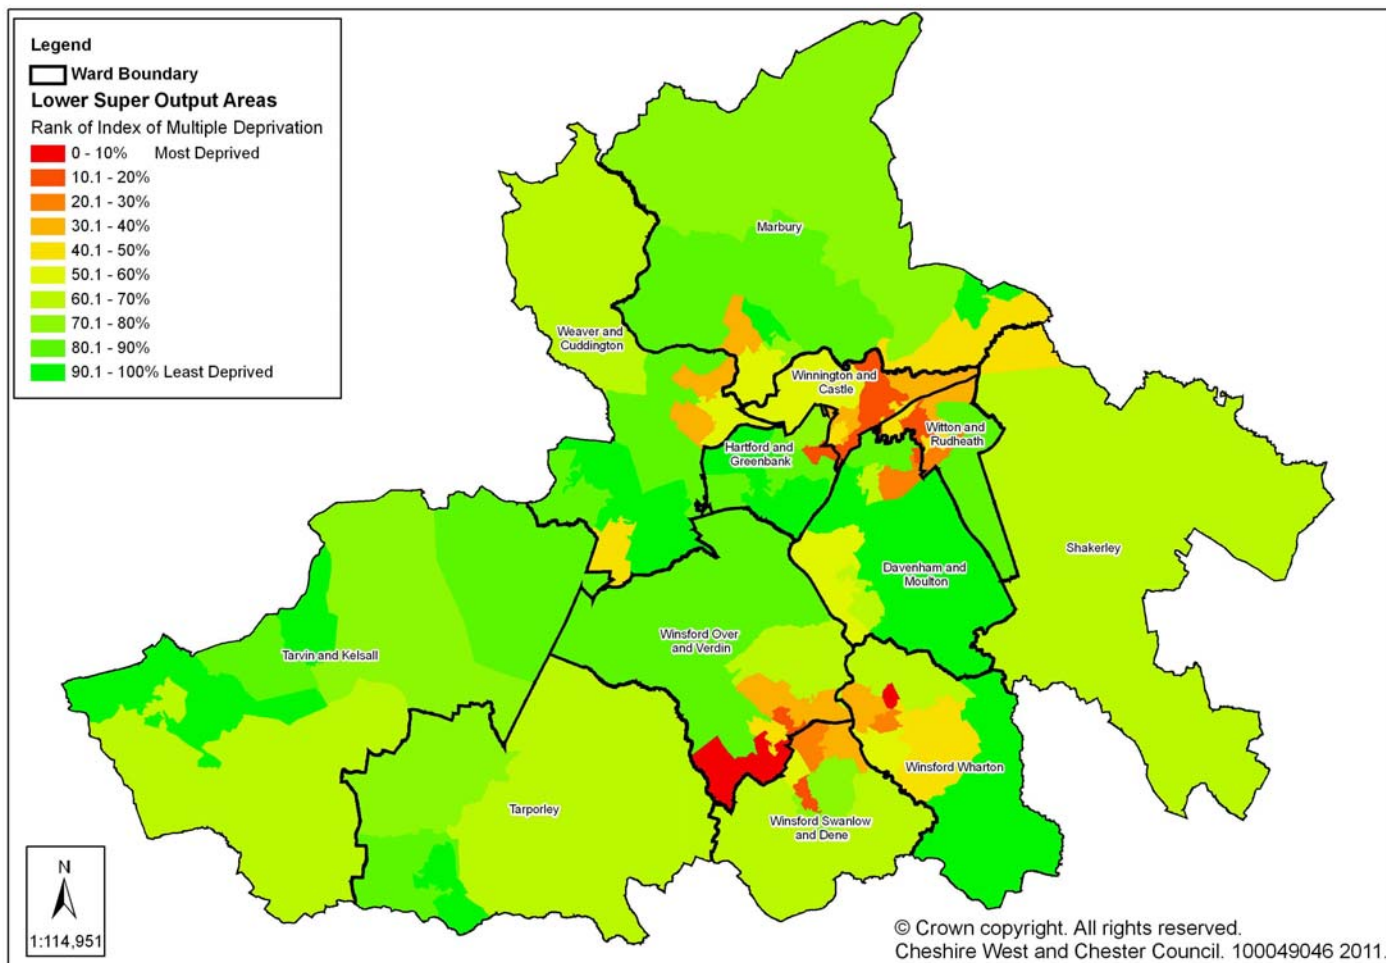 Legend
Ward Boundary
Lower Super Output Areas
Rank of Index of Multiple Deprivation
0 - 10% Most Deprived
10.1 - 20%
20.1 - 30%
30.1 - 40%
40.1 - 50%
50.1 - 60%
60.1 - 70%
70.1 - 80%
80.1 - 90%
90.1 - 100% Least Deprived
Marbury
Weaver and
Cuddington
Winnington and
Castle
Hartford and
Greenbank
Witton and
Rudheath
Shakerley
Davenham and
Moulton
Winsford Over
and Verdin
Tarvin and Kelsall
Winsford Wharton
Tarporley
Winsford Swanlow
and Dene
N
1:114,951
© Crown copyright. All rights reserved.
Cheshire West and Chester Council. 100049046 2011.